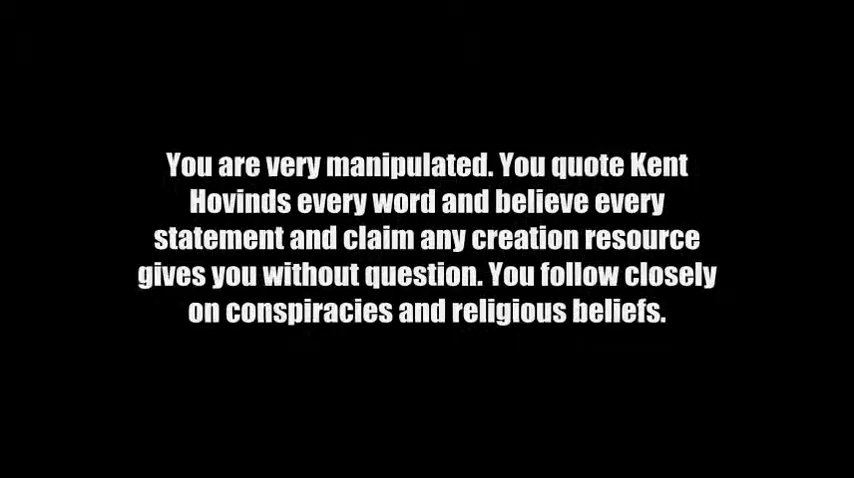 You are very manipulated. You quote Kent
Hovinds every word and believe every
statement and claim any creation resource
gives you without question. You follow closely
on conspiracies and religious beliefs.